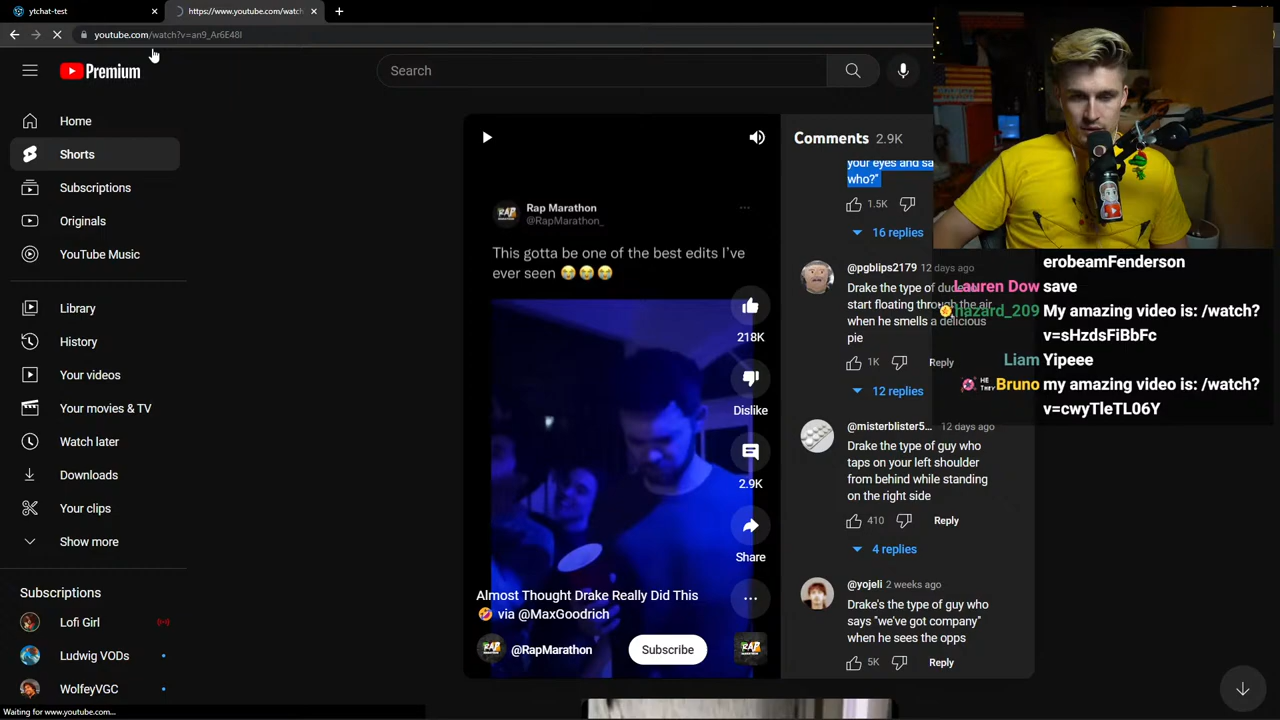 ytchat-test
https://www.youtube.com/watch
youtube.com/watch?v=an9_Ar6E48I
Premium
Search
Home
Shorts
Subscriptions
Originals
YouTube Music
Library
History
Your videos
Your movies & TV
Watch later
Downloads
Your clips
Show more
Subscriptions
Lofi Girl
Ludwig VODs
WolfeyVGC
Waiting for www.youtube.com...
Rap Marathon
@RapMarathon_
This gotta be one of the best edits I've
ever seen 😭😭😭
218K
Dislike
2.9K
Share
Almost Thought Drake Really Did This
🤣 via @MaxGoodrich
@RapMarathon
Subscribe
Comments 2.9K
your eyes and sa
who?"
1.5K
16 replies
@pgblips2179 12 days ago
Drake the type of dude to
start floating through the air
when he smells a delicious
pie
1K Reply
12 replies
@misterblister5... 12 days ago
Drake the type of guy who
taps on your left shoulder
from behind while standing
on the right side
410 Reply
4 replies
@yojeli 2 weeks ago
Drake's the type of guy who
says "we've got company"
when he sees the opps
5K Reply
erobeamFenderson
Lauren Dow save
hazard_209 My amazing video is: /watch?
v=sHzdsFiBbFc
Liam Yipeee
HE THEY Bruno my amazing video is: /watch?
v=cwyTleTL06Y